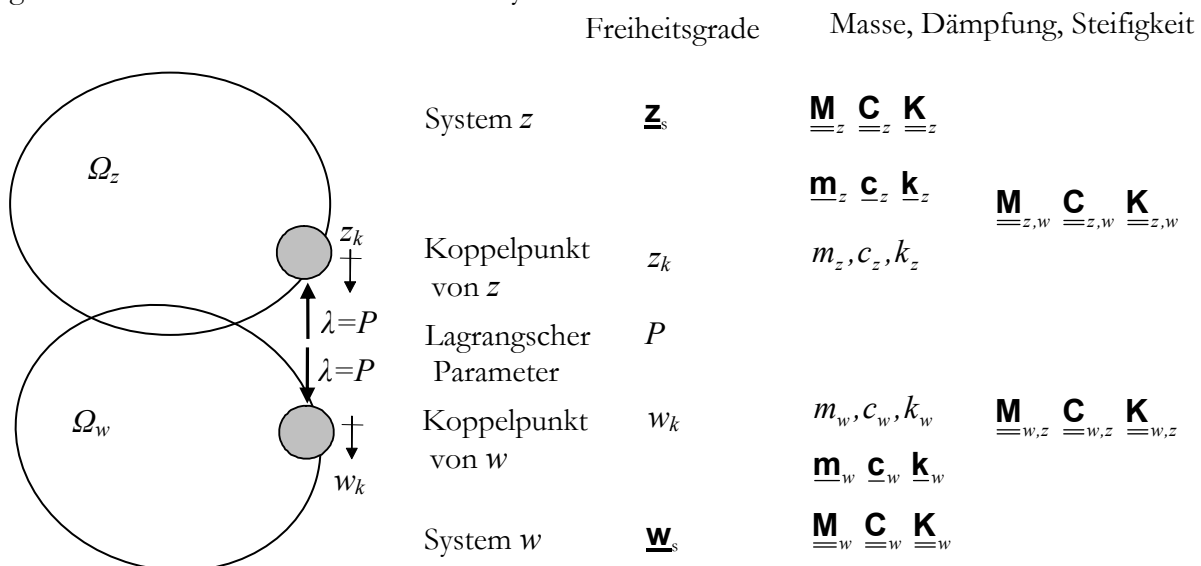 Freiheitsgrade Masse, Dämpfung, Steifigkeit
System z z_s M_z C_z K_z
Ω_z
m_z c_z k_z M_z,w C_z,w K_z,w
z_k
Koppelpunkt von z z_k m_z, c_z, k_z
λ=P
Lagrangscher Parameter P
λ=P
Ω_w
Koppelpunkt von w w_k m_w, c_w, k_w M_w,z C_w,z K_w,z
m_w c_w k_w
w_k
System w w_s M_w C_w K_w